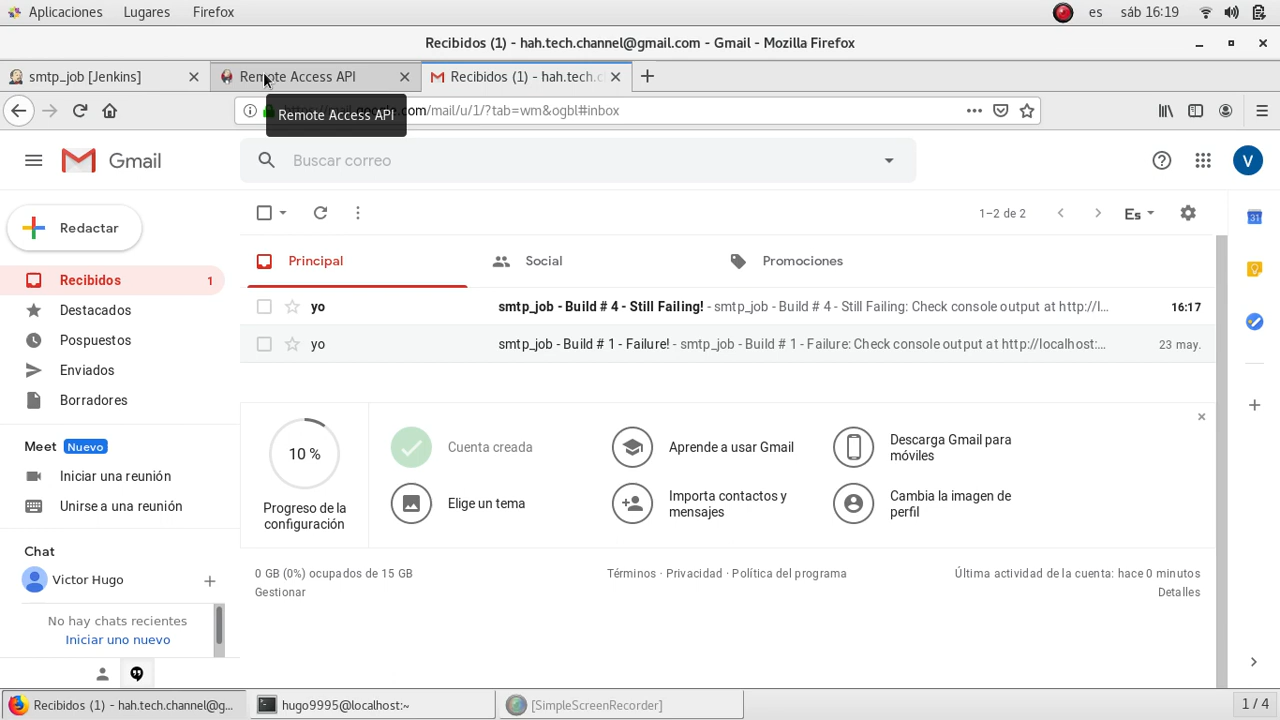 Aplicaciones Lugares Firefox es sáb 16:19
Recibidos (1) - hah.tech.channel@gmail.com - Gmail - Mozilla Firefox
smtp_job [Jenkins] Remote Access API Recibidos (1) - hah.tech.c
google.com/mail/u/1/?tab=wm&ogbl#inbox
Remote Access API
Gmail Buscar correo V
Redactar 1–2 de 2 Es
Principal Social Promociones
Recibidos 1
Destacados
Pospuestos
Enviados
Borradores
yo smtp_job - Build # 4 - Still Failing! - smtp_job - Build # 4 - Still Failing: Check console output at http://l... 16:17
yo smtp_job - Build # 1 - Failure! - smtp_job - Build # 1 - Failure: Check console output at http://localhost:... 23 may.
Meet Nuevo
Iniciar una reunión
Unirse a una reunión
10 %
Progreso de la
configuración
Cuenta creada
Aprende a usar Gmail
Descarga Gmail para
móviles
Elige un tema
Importa contactos y
mensajes
Cambia la imagen de
perfil
Chat
Victor Hugo
No hay chats recientes
Iniciar uno nuevo
0 GB (0%) ocupados de 15 GB
Gestionar
Términos · Privacidad · Política del programa
Última actividad de la cuenta: hace 0 minutos
Detalles
31
Recibidos (1) - hah.tech.channel@g... hugo9995@localhost:~ [SimpleScreenRecorder] 1 / 4